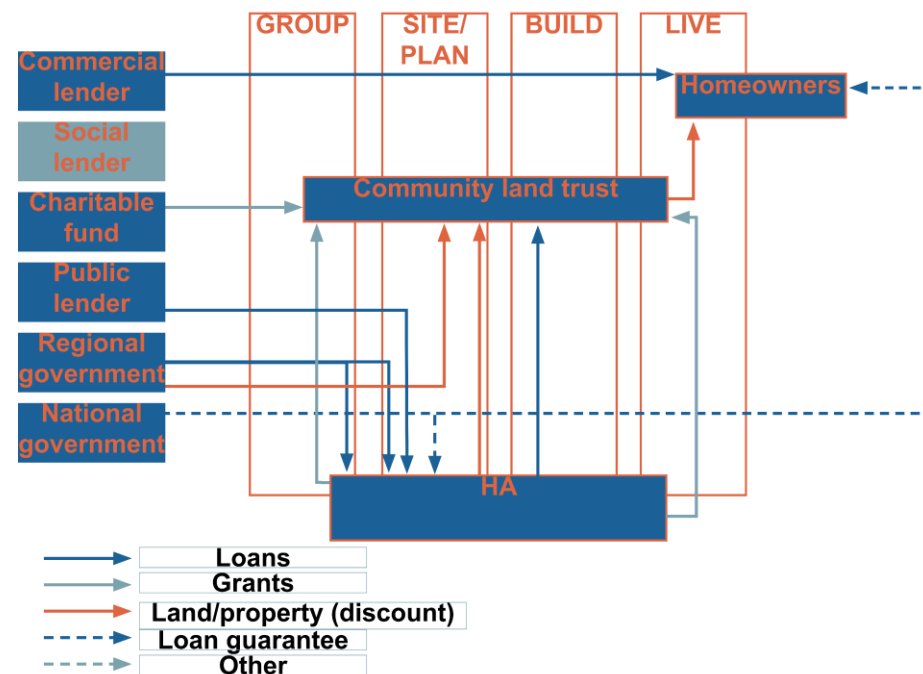 GROUP
SITE/
PLAN
BUILD
LIVE
Commercial
lender
Homeowners
Social
lender
Community land trust
Charitable
fund
Public
lender
Regional
government
National
government
HA
Loans
Grants
Land/property (discount)
Loan guarantee
Other